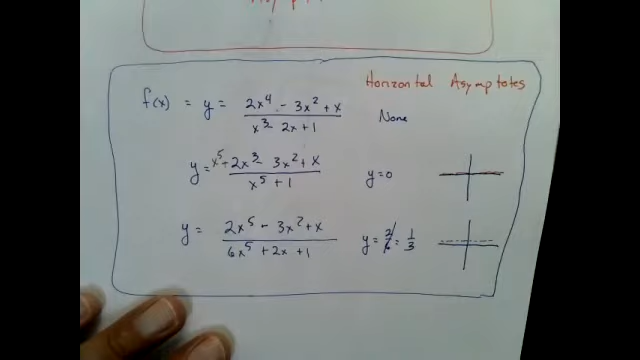 Horizontal Asymptotes
f(x) = y = (2x⁴ - 3x² + x)/(x³ - 2x + 1) None
y = (x⁵ + 2x³ - 3x² + x)/(x⁵ + 1) y = 0
y = (2x⁵ - 3x² + x)/(6x⁵ + 2x + 1) y = 2/6 = 1/3